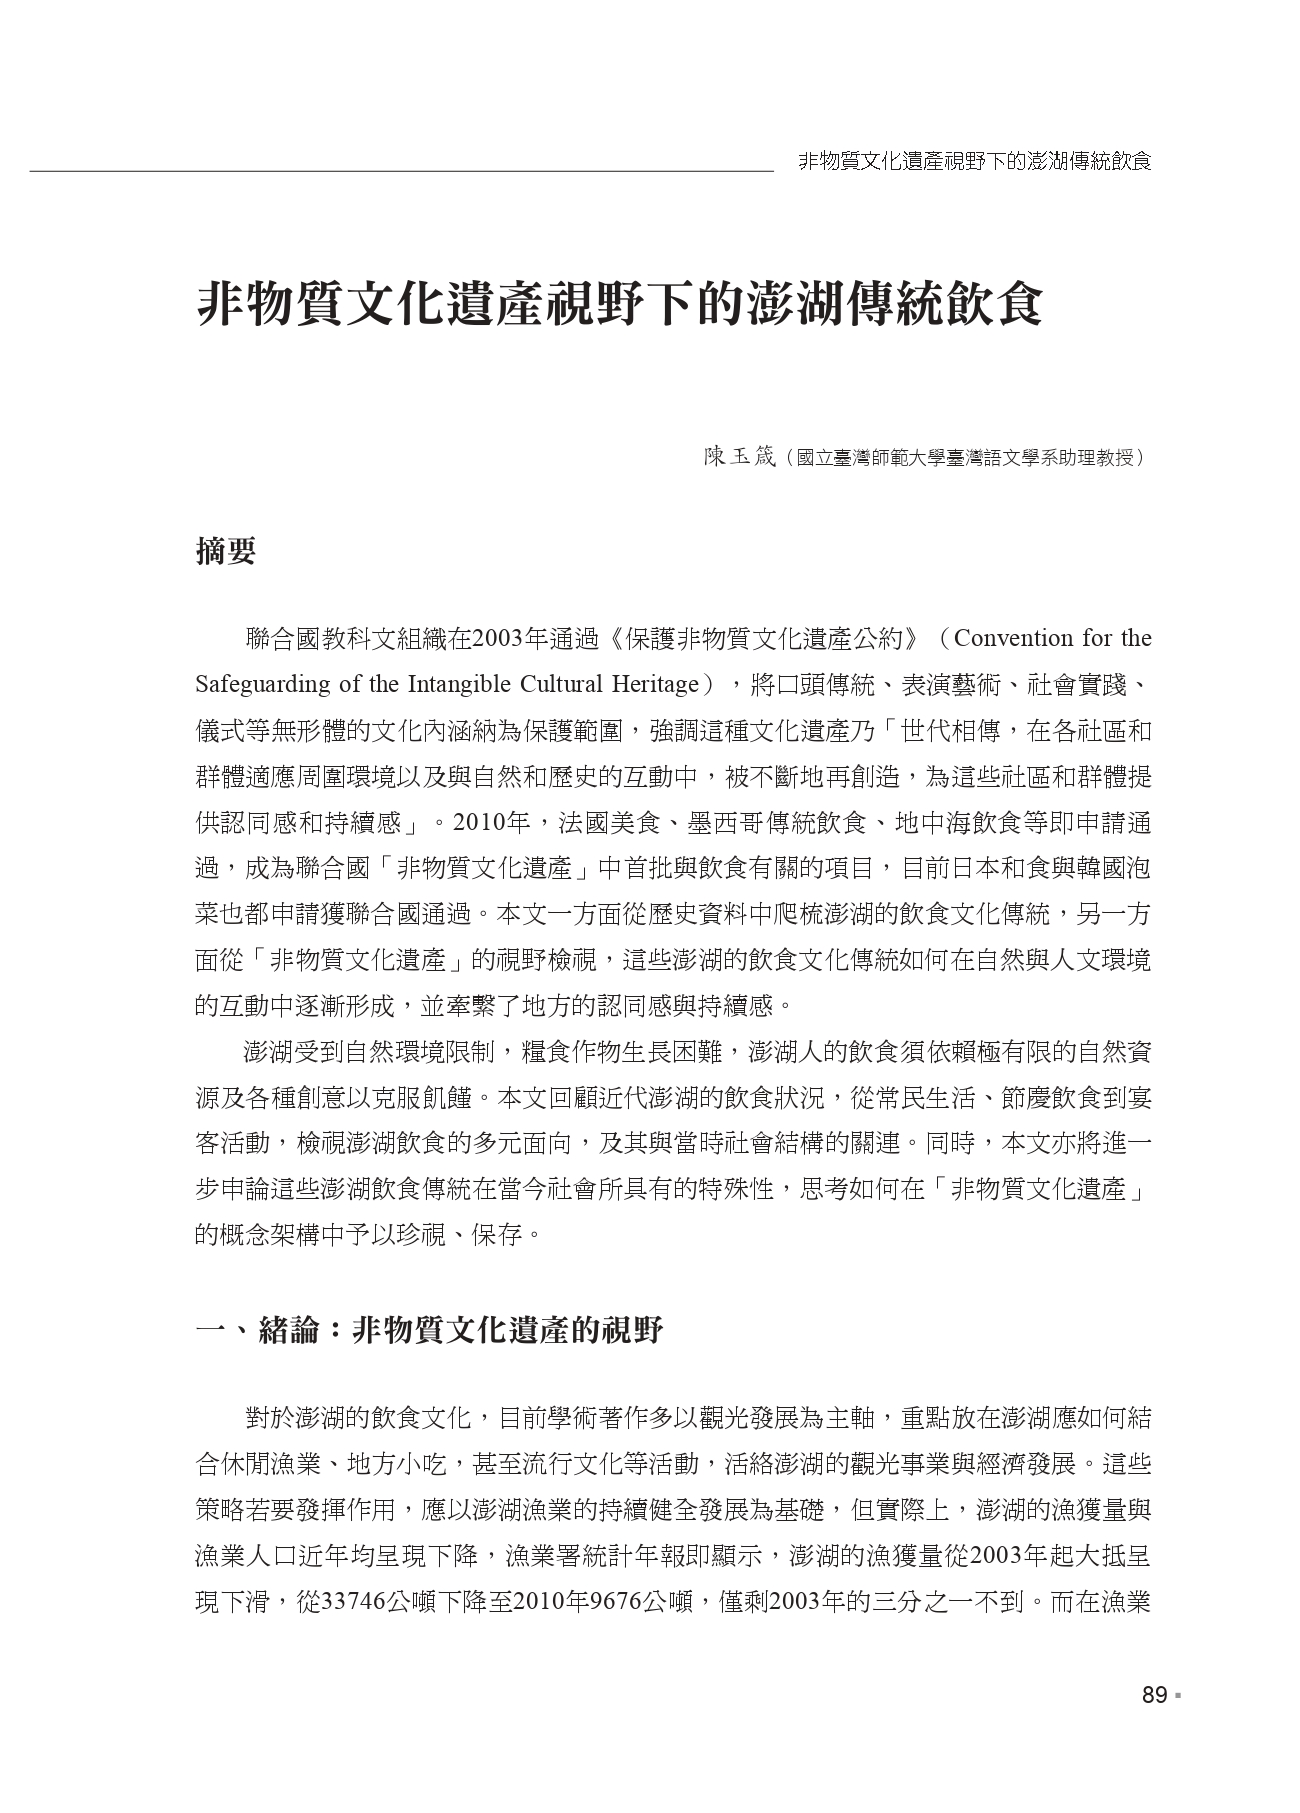 非物質文化遺產視野下的澎湖傳統飲食
非物質文化遺產視野下的澎湖傳統飲食
陳玉箴（國立臺灣師範大學臺灣語文學系助理教授）
摘要
聯合國教科文組織在2003年通過《保護非物質文化遺產公約》（Convention for the
Safeguarding of the Intangible Cultural Heritage），將口頭傳統、表演藝術、社會實踐、
儀式等無形體的文化內涵納為保護範圍，強調這種文化遺產乃「世代相傳，在各社區和
群體適應周圍環境以及與自然和歷史的互動中，被不斷地再創造，為這些社區和群體提
供認同感和持續感」。2010年，法國美食、墨西哥傳統飲食、地中海飲食等即申請通
過，成為聯合國「非物質文化遺產」中首批與飲食有關的項目，目前日本和食與韓國泡
菜也都申請獲聯合國通過。本文一方面從歷史資料中爬梳澎湖的飲食文化傳統，另一方
面從「非物質文化遺產」的視野檢視，這些澎湖的飲食文化傳統如何在自然與人文環境
的互動中逐漸形成，並牽繫了地方的認同感與持續感。
澎湖受到自然環境限制，糧食作物生長困難，澎湖人的飲食須依賴極有限的自然資
源及各種創意以克服飢饉。本文回顧近代澎湖的飲食狀況，從常民生活、節慶飲食到宴
客活動，檢視澎湖飲食的多元面向，及其與當時社會結構的關連。同時，本文亦將進一
步申論這些澎湖飲食傳統在當今社會所具有的特殊性，思考如何在「非物質文化遺產」
的概念架構中予以珍視、保存。
一、緒論：非物質文化遺產的視野
對於澎湖的飲食文化，目前學術著作多以觀光發展為主軸，重點放在澎湖應如何結
合休閒漁業、地方小吃，甚至流行文化等活動，活絡澎湖的觀光事業與經濟發展。這些
策略若要發揮作用，應以澎湖漁業的持續健全發展為基礎，但實際上，澎湖的漁獲量與
漁業人口近年均呈現下降，漁業署統計年報即顯示，澎湖的漁獲量從2003年起大抵呈
現下滑，從33746公噸下降至2010年9676公噸，僅剩2003年的三分之一不到。而在漁業
89